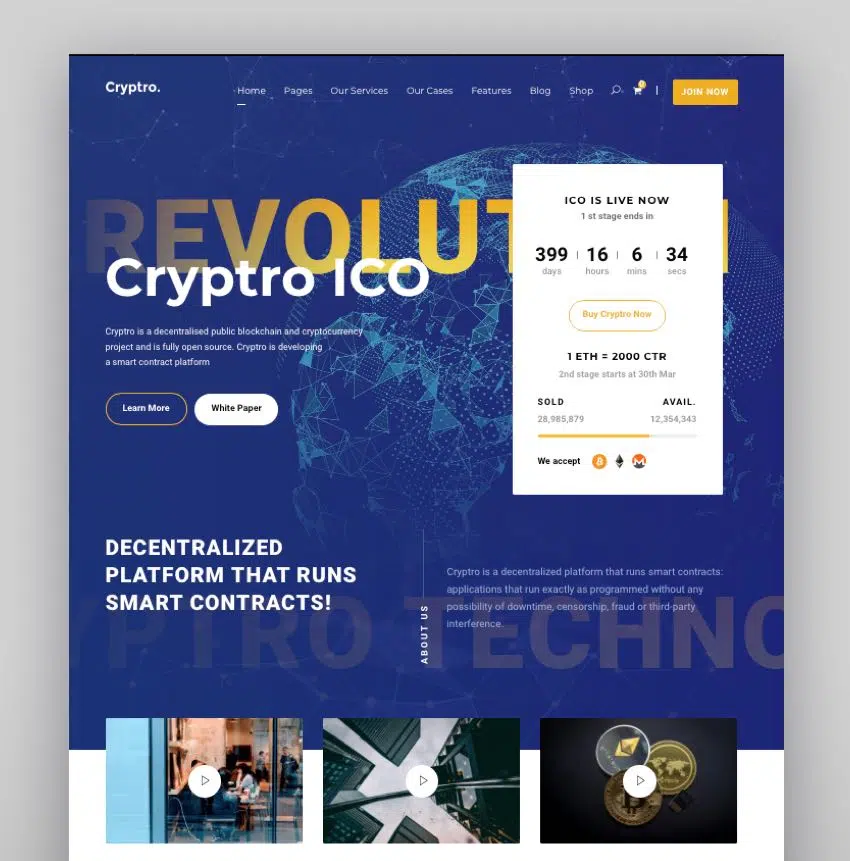 Cryptro.
Home Pages Our Services Our Cases Features Blog Shop JOIN NOW
REVOLUT
Cryptro ICO
Cryptro is a decentralised public blockchain and cryptocurrency
project and is fully open source. Cryptro is developing
a smart contract platform
Learn More White Paper
ICO IS LIVE NOW
1 st stage ends in
399 16 6 34
days hours mins secs
Buy Cryptro Now
1 ETH = 2000 CTR
2nd stage starts at 30th Mar
SOLD AVAIL.
28,985,879 12,354,343
We accept
DECENTRALIZED
PLATFORM THAT RUNS
SMART CONTRACTS!
ABOUT US
Cryptro is a decentralized platform that runs smart contracts:
applications that run exactly as programmed without any
possibility of downtime, censorship, fraud or third-party
interference.
YPTRO TECHNO